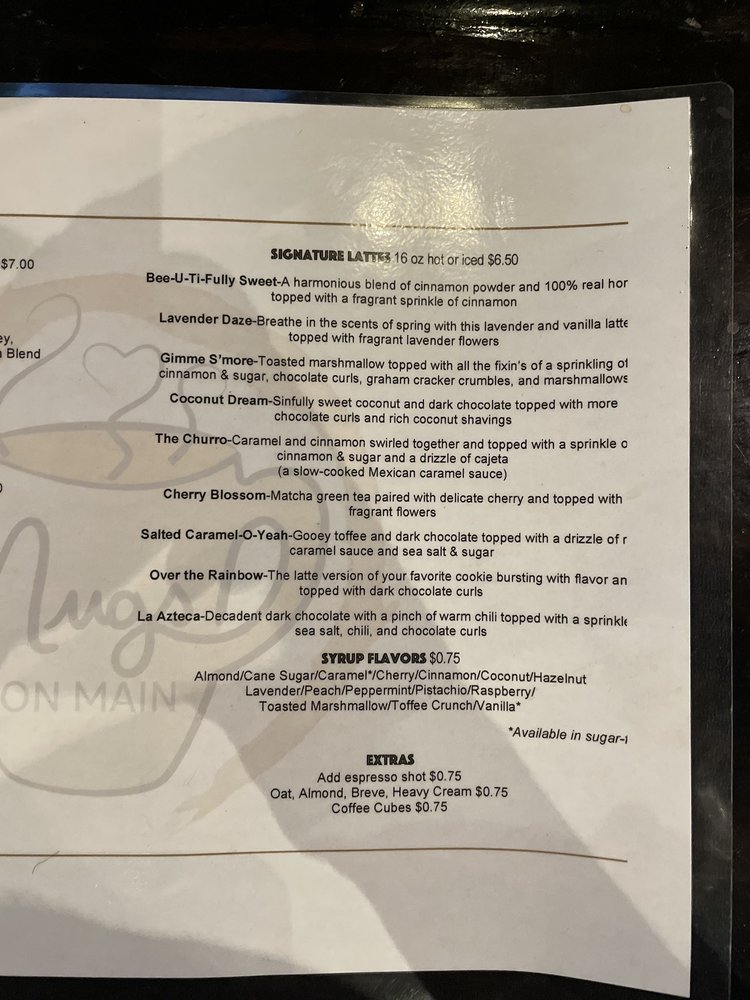 $7.00
ey,
Blend
SIGNATURE LATTES 16 oz hot or iced $6.50
Bee-U-Ti-Fully Sweet-A harmonious blend of cinnamon powder and 100% real hor
topped with a fragrant sprinkle of cinnamon
Lavender Daze-Breathe in the scents of spring with this lavender and vanilla latte
topped with fragrant lavender flowers
Gimme S'more-Toasted marshmallow topped with all the fixin's of a sprinkling of
cinnamon & sugar, chocolate curls, graham cracker crumbles, and marshmallows
Coconut Dream-Sinfully sweet coconut and dark chocolate topped with more
chocolate curls and rich coconut shavings
The Churro-Caramel and cinnamon swirled together and topped with a sprinkle o
cinnamon & sugar and a drizzle of cajeta
(a slow-cooked Mexican caramel sauce)
Cherry Blossom-Matcha green tea paired with delicate cherry and topped with
fragrant flowers
Salted Caramel-O-Yeah-Gooey toffee and dark chocolate topped with a drizzle of r
caramel sauce and sea salt & sugar
Over the Rainbow-The latte version of your favorite cookie bursting with flavor an
topped with dark chocolate curls
La Azteca-Decadent dark chocolate with a pinch of warm chili topped with a sprinkle
sea salt, chili, and chocolate curls
SYRUP FLAVORS $0.75
Almond/Cane Sugar/Caramel*/Cherry/Cinnamon/Coconut/Hazelnut
Lavender/Peach/Peppermint/Pistachio/Raspberry/
Toasted Marshmallow/Toffee Crunch/Vanilla*
*Available in sugar-
EXTRAS
Add espresso shot $0.75
Oat, Almond, Breve, Heavy Cream $0.75
Coffee Cubes $0.75
Mugs
ON MAIN